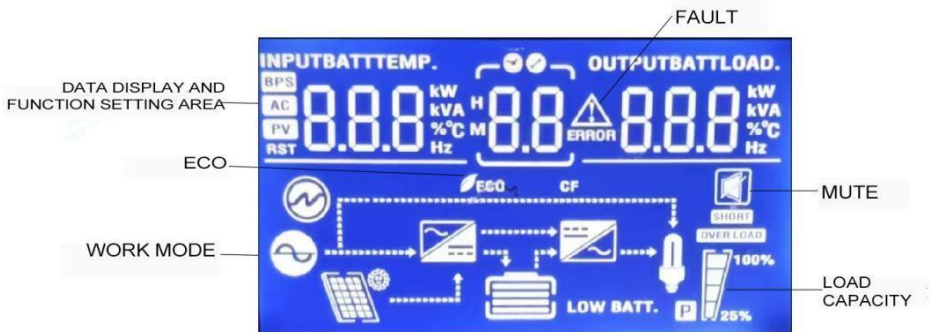 FAULT
INPUTBATTTEMP.
OUTPUTBATTLOAD.
DATA DISPLAY AND
FUNCTION SETTING AREA
BPS
AC
PV
RST
8.8.8
kW
kVA
%°C
Hz
H
M
8.8
ERROR
8.8.8
kW
kVA
%°C
Hz
ECO
ECO
CF
MUTE
SHORT
OVER LOAD
WORK MODE
100%
LOAD
CAPACITY
LOW BATT.
P
25%